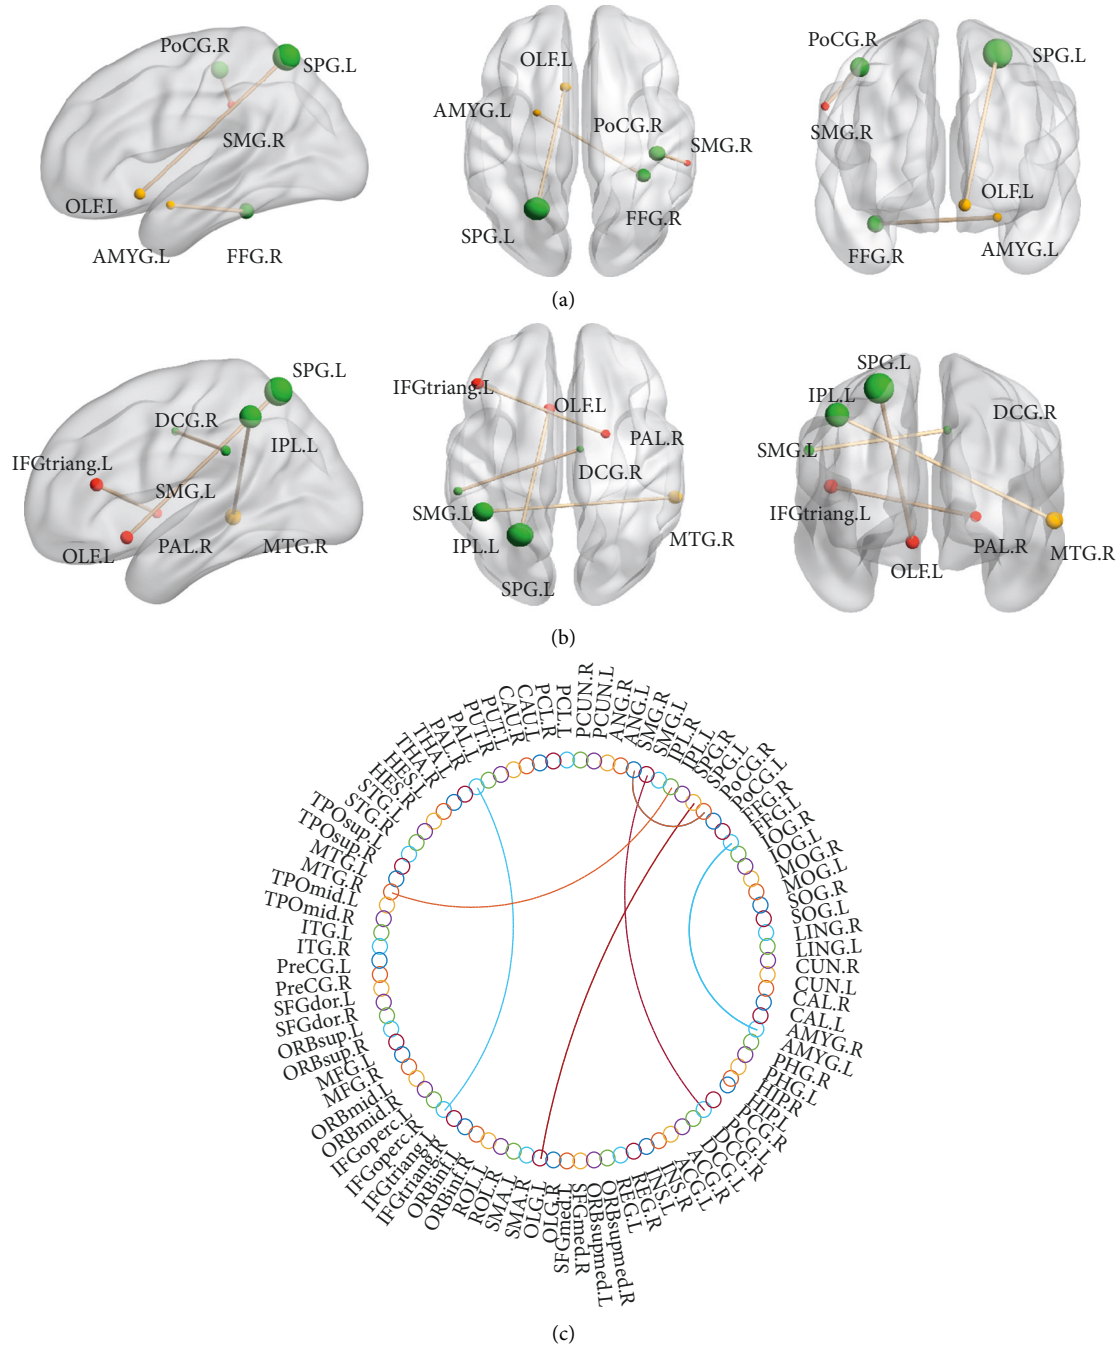 PoCG.R
SPG.L
SMG.R
OLF.L
AMYG.L
FFG.R
OLF.L
AMYG.L
PoCG.R
SMG.R
FFG.R
SPG.L
PoCG.R
SPG.L
SMG.R
OLF.L
FFG.R
AMYG.L
(a)
SPG.L
DCG.R
IPL.L
IFGtriang.L
SMG.L
OLF.L
PAL.R
MTG.R
IFGtriang.L
OLF.L
PAL.R
DCG.R
SMG.L
IPL.L
MTG.R
SPG.L
SPG.L
IPL.L
DCG.R
SMG.L
IFGtriang.L
PAL.R
MTG.R
OLF.L
(b)
PCUN.R
PCUN.L
ANG.R
ANG.L
SMG.R
SMG.L
IPL.R
IPL.L
SPG.R
SPG.L
PoCG.R
PoCG.L
FFG.R
FFG.L
IOG.R
IOG.L
MOG.R
MOG.L
SOG.R
SOG.L
LING.R
LING.L
CUN.R
CUN.L
CAL.R
CAL.L
AMYG.R
AMYG.L
PHG.R
PHG.L
HIP.R
HIP.L
PCG.R
PCG.L
DCG.R
DCG.L
ACG.R
ACG.L
INS.R
INS.L
REG.R
REG.L
ORBsupmed.R
ORBsupmed.L
SFGmed.R
SFGmed.L
OLG.R
OLG.L
SMA.R
SMA.L
ROL.R
ROL.L
ORBinf.R
ORBinf.L
IFGtriang.R
IFGtriang.L
IFGoperc.R
IFGoperc.L
ORBmid.R
ORBmid.L
MFG.R
MFG.L
ORBsup.R
ORBsup.L
SFGdor.R
SFGdor.L
PreCG.R
PreCG.L
ITG.R
ITG.L
TPOmid.R
TPOmid.L
MTG.R
MTG.L
TPOsup.R
TPOsup.L
STG.R
STG.L
THES.R
THES.L
THA.R
THA.L
PAL.R
PAL.L
PUT.R
PUT.L
CAU.R
CAU.L
PCL.R
PCL.L
(c)